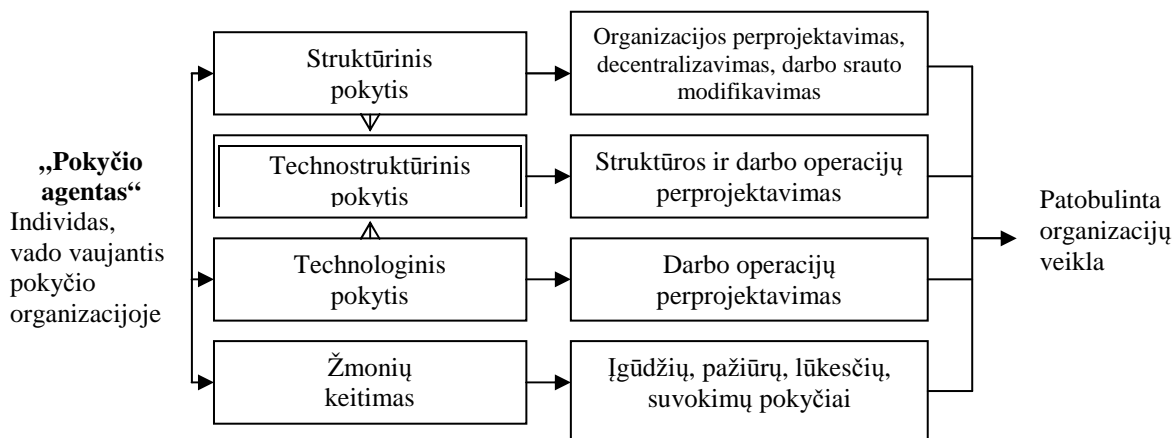 „Pokyčio
agentas“
Individas,
vado vaujantis
pokyčio
organizacijoje
Struktūrinis
pokytis
Organizacijos perprojektavimas,
decentralizavimas, darbo srauto
modifikavimas
Technostruktūrinis
pokytis
Struktūros ir darbo operacijų
perprojektavimas
Technologinis
pokytis
Darbo operacijų
perprojektavimas
Žmonių
keitimas
Įgūdžių, pažiūrų, lūkesčių,
suvokimų pokyčiai
Patobulinta
organizacijų
veikla